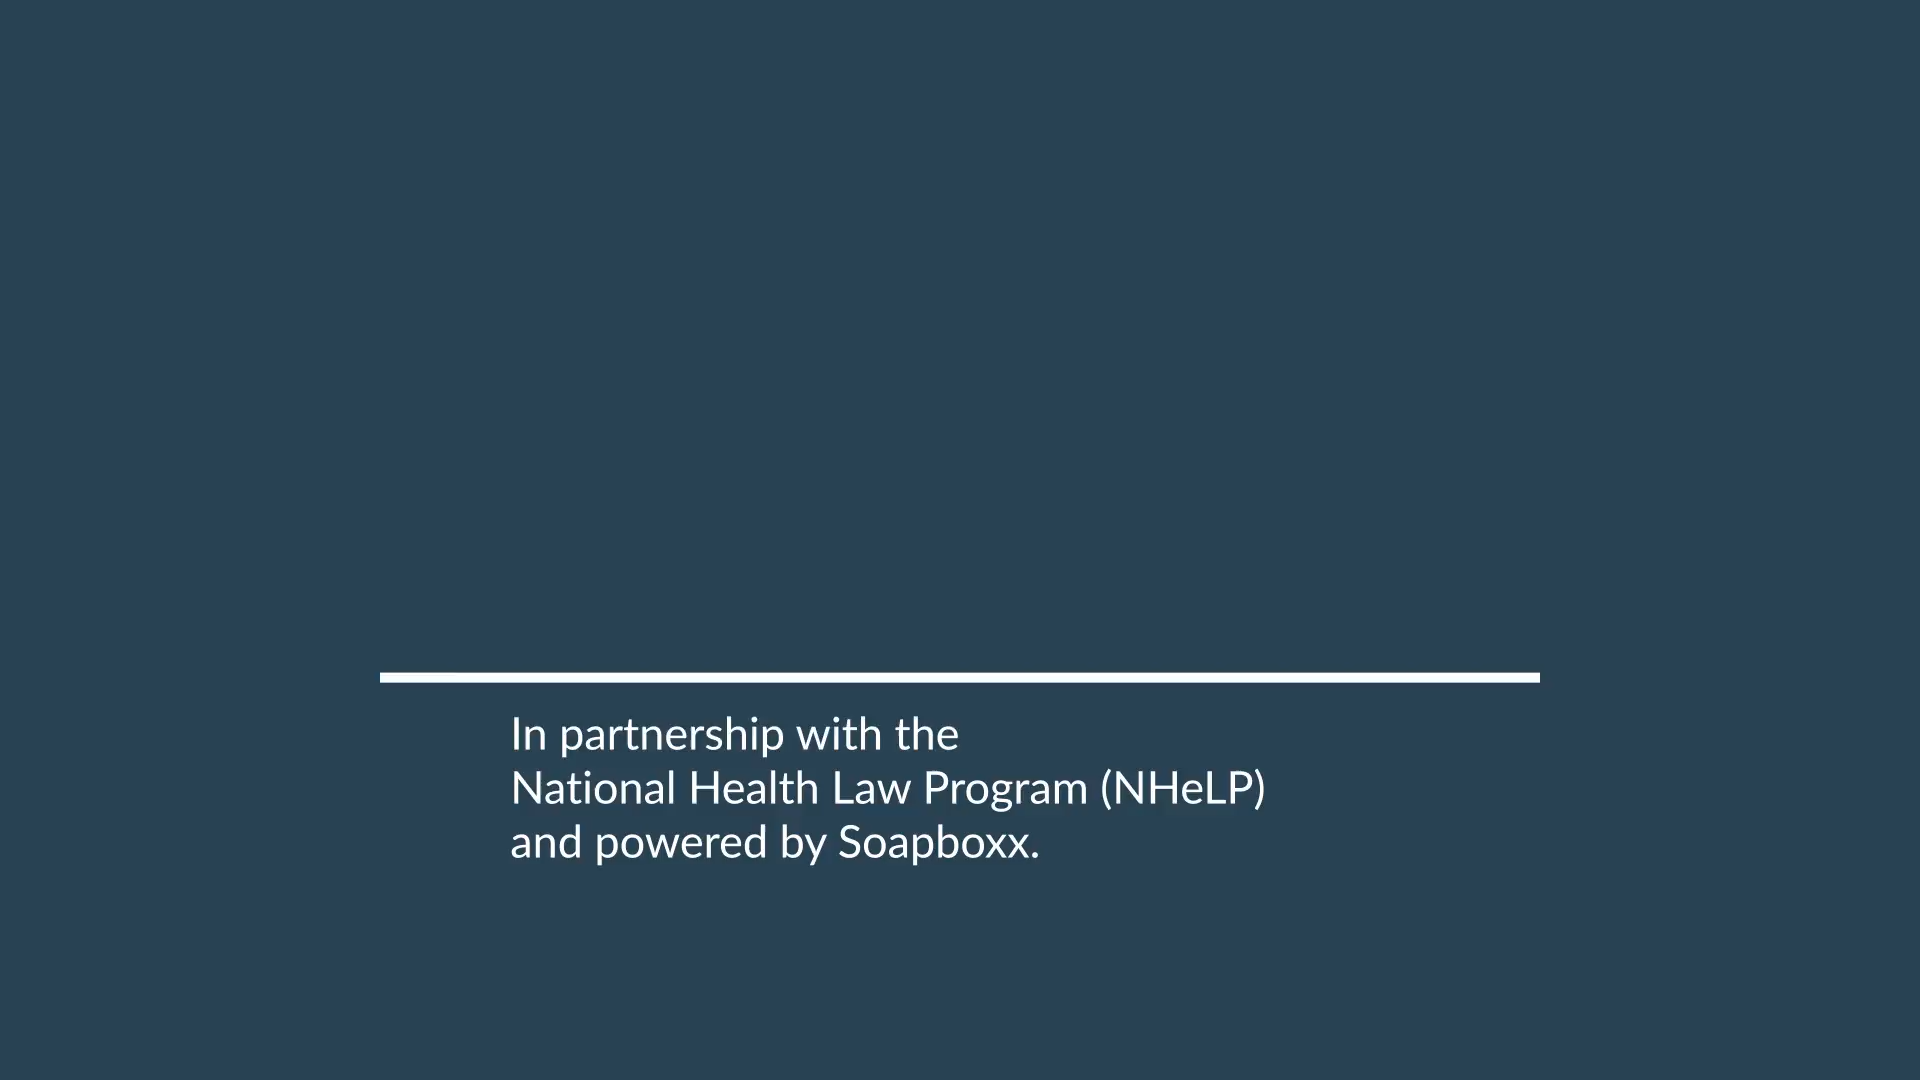 In partnership with the
National Health Law Program (NHeLP)
and powered by Soapboxx.